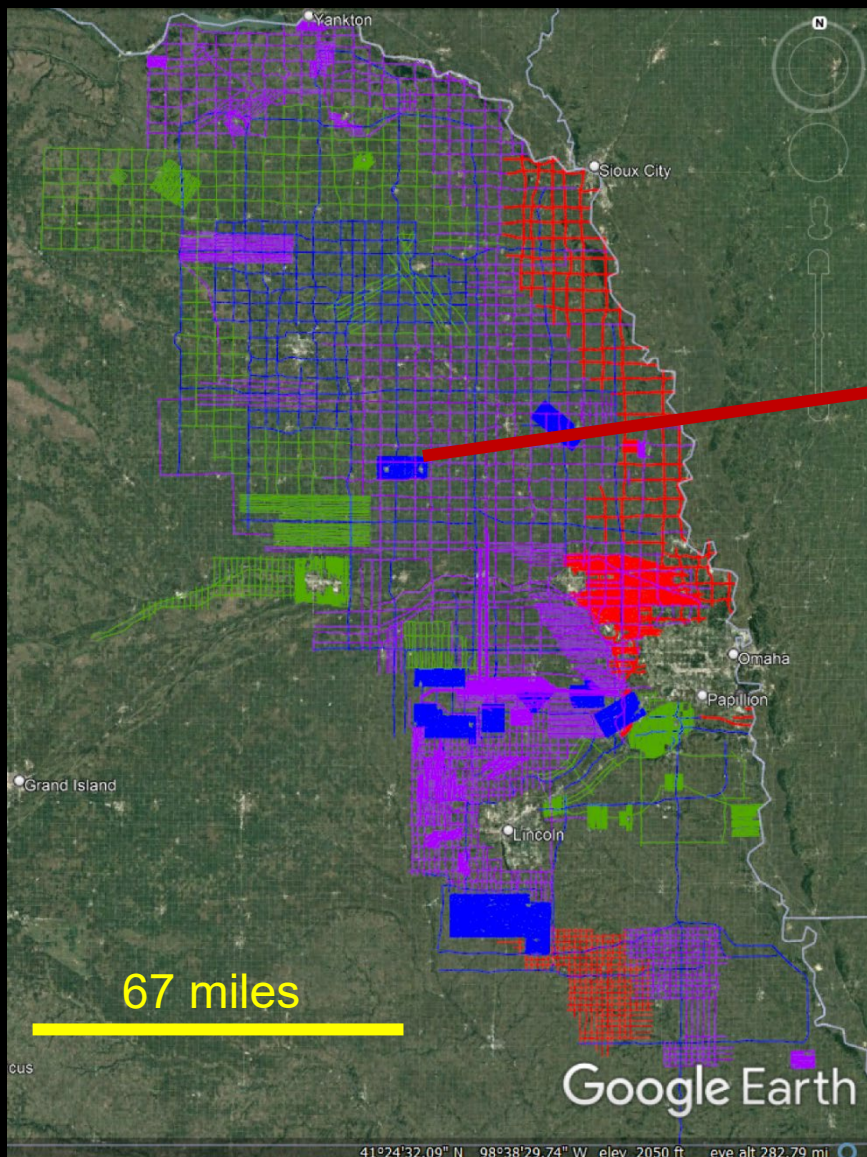 Yankton
N
Sioux City
Omaha
Papillion
Grand Island
Lincoln
67 miles
cus
Google Earth
41°24'32.09" N 98°38'29.74" W elev 2050 ft eye alt 282.79 mi